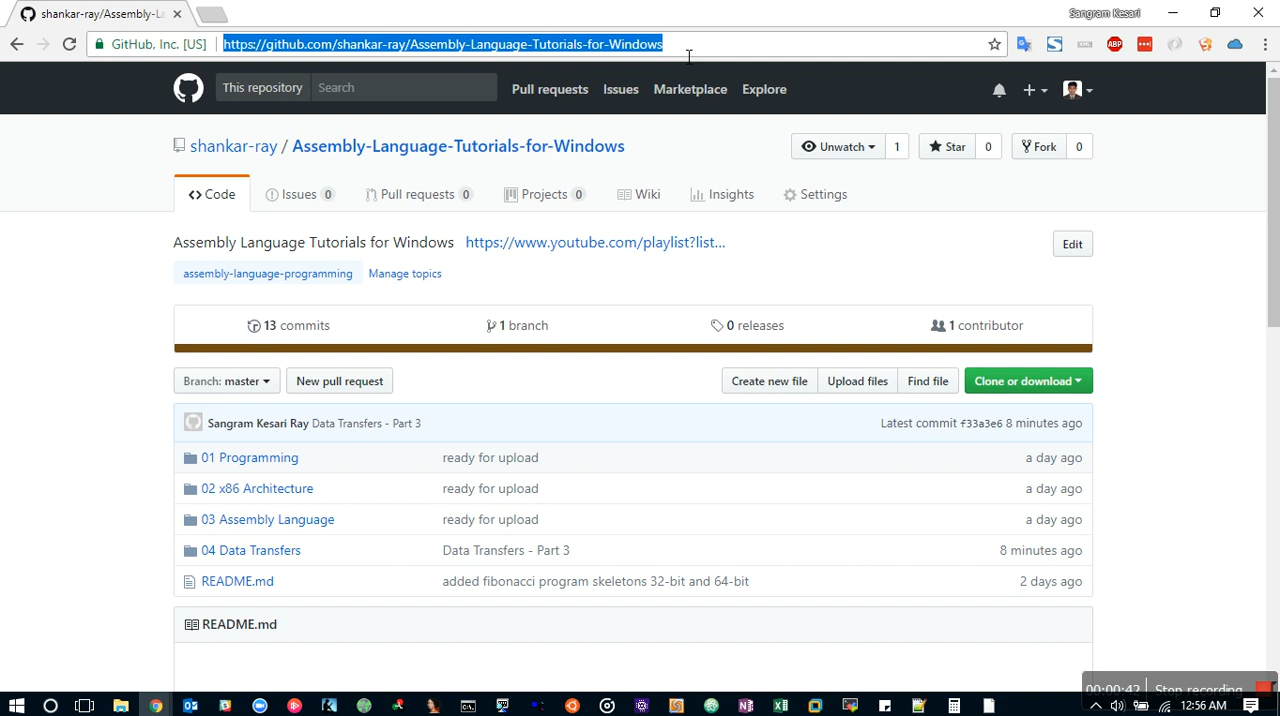 shankar-ray/Assembly-La
Sangram Kesari
GitHub, Inc. [US]
https://github.com/shankar-ray/Assembly-Language-Tutorials-for-Windows
ABP
This repository
Search
Pull requests
Issues
Marketplace
Explore
shankar-ray / Assembly-Language-Tutorials-for-Windows
Unwatch 1
Star 0
Fork 0
Code
Issues 0
Pull requests 0
Projects 0
Wiki
Insights
Settings
Assembly Language Tutorials for Windows https://www.youtube.com/playlist?list...
Edit
assembly-language-programming Manage topics
13 commits
1 branch
0 releases
1 contributor
Branch: master
New pull request
Create new file
Upload files
Find file
Clone or download
Sangram Kesari Ray Data Transfers - Part 3
Latest commit f33a3e6 8 minutes ago
01 Programming
ready for upload
a day ago
02 x86 Architecture
ready for upload
a day ago
03 Assembly Language
ready for upload
a day ago
04 Data Transfers
Data Transfers - Part 3
8 minutes ago
README.md
added fibonacci program skeletons 32-bit and 64-bit
2 days ago
README.md
00:00:42
Stop recording
12:56 AM